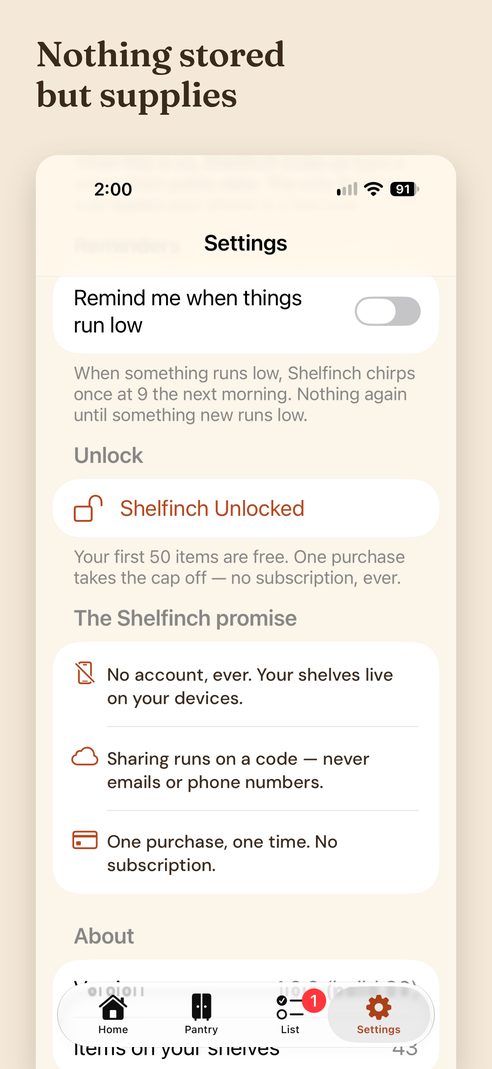 Nothing stored
but supplies
2:00
91
Settings
Remind me when things
run low
When something runs low, Shelfinch chirps
once at 9 the next morning. Nothing again
until something new runs low.
Unlock
Shelfinch Unlocked
Your first 50 items are free. One purchase
takes the cap off — no subscription, ever.
The Shelfinch promise
No account, ever. Your shelves live
on your devices.
Sharing runs on a code — never
emails or phone numbers.
One purchase, one time. No
subscription.
About
1
Home
Pantry
List
Settings
Items on your shelves
43